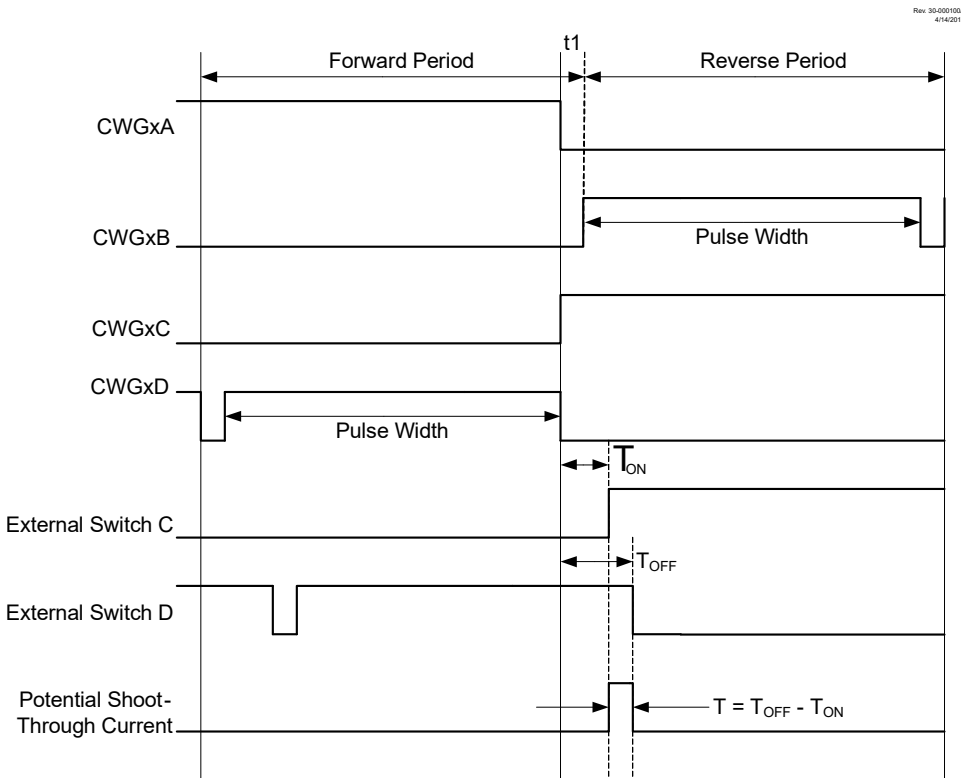 Rev. 30-000100
4/14/201
t1
Forward Period
Reverse Period
CWGxA
CWGxB
Pulse Width
CWGxC
CWGxD
Pulse Width
TON
External Switch C
TOFF
External Switch D
Potential Shoot-
Through Current
T = TOFF - TON